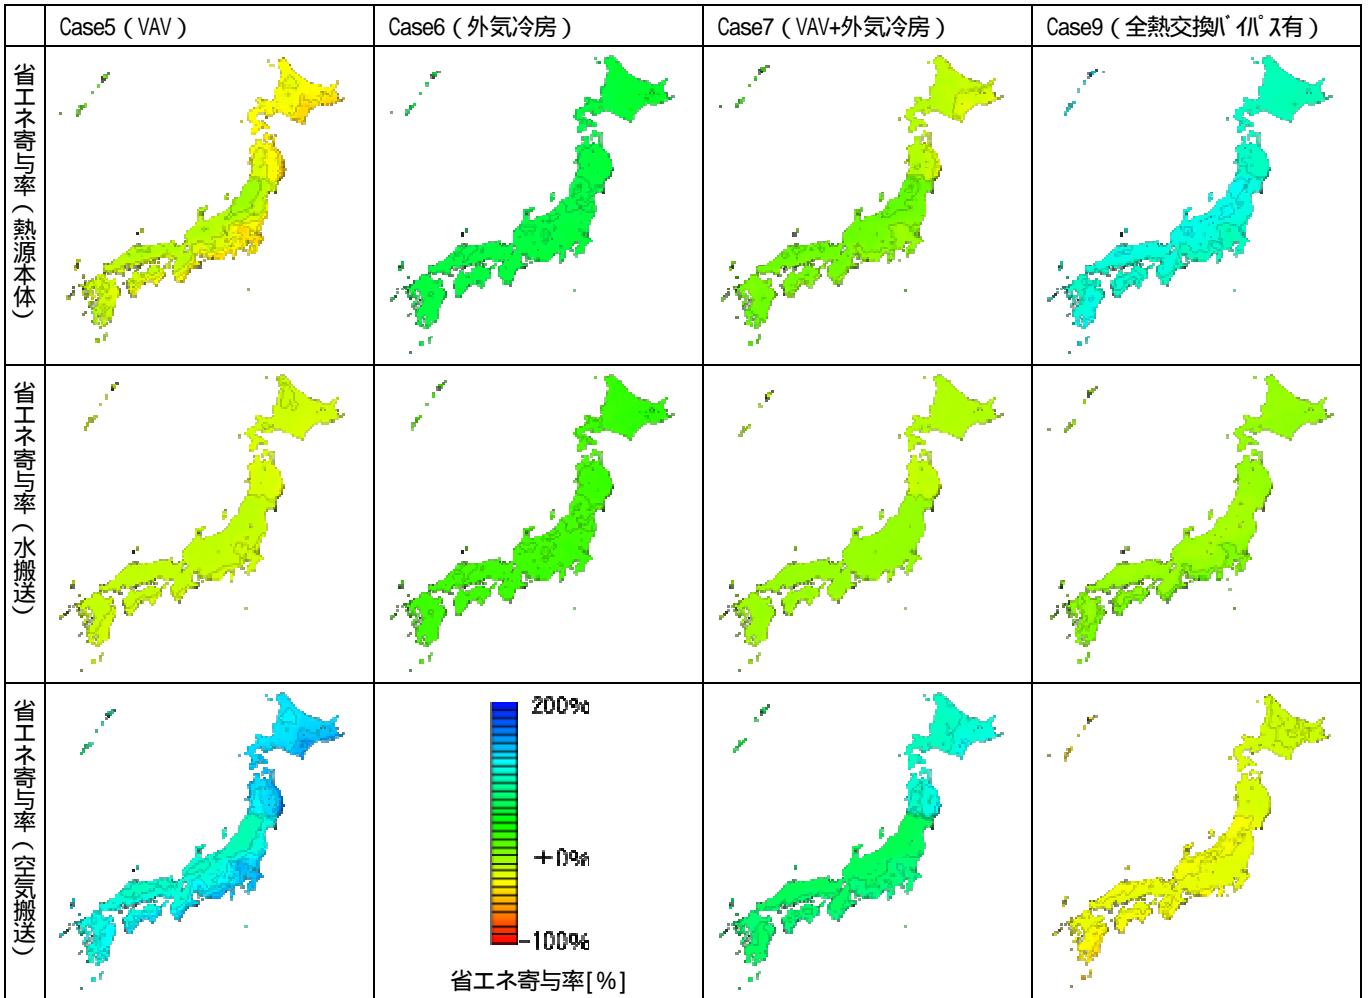 Case5（VAV）
Case6（外気冷房）
Case7（VAV+外気冷房）
Case9（全熱交換ﾊﾞｲﾊﾟｽ有）
省エネ寄与率（熱源本体）
省エネ寄与率（水搬送）
省エネ寄与率（空気搬送）
200%
+0%
-100%
省エネ寄与率[%]